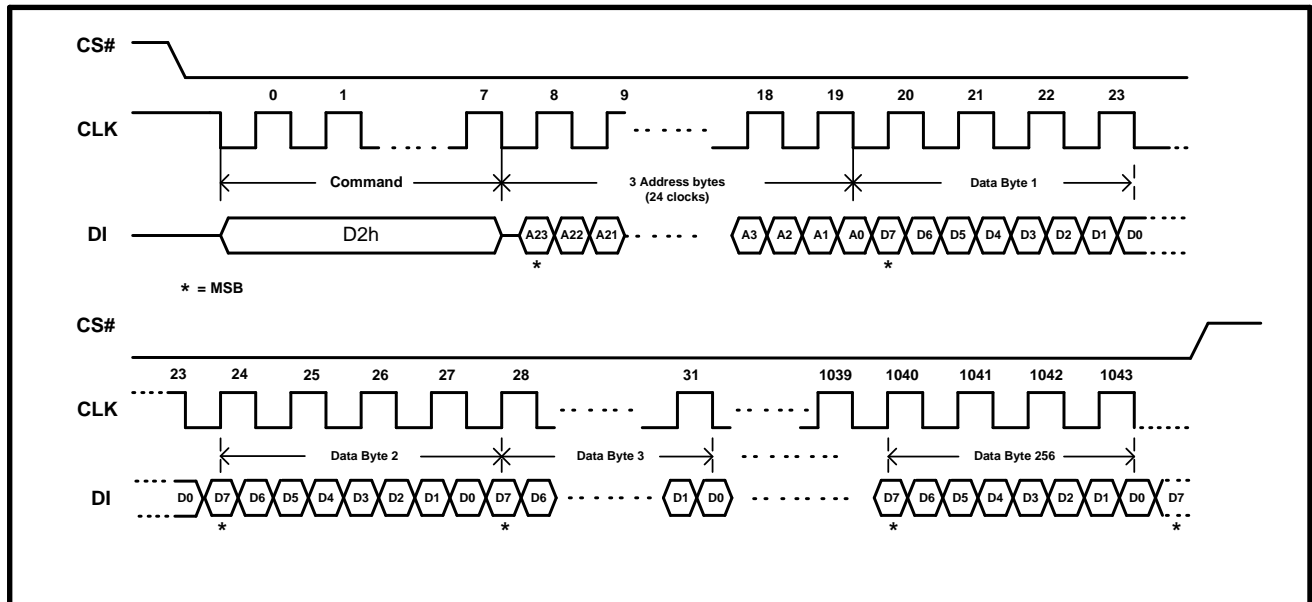 CS#
0 1 7 8 9 18 19 20 21 22 23
CLK
Command 3 Address bytes Data Byte 1
(24 clocks)
DI D2h A23 A22 A21 A3 A2 A1 A0 D7 D6 D5 D4 D3 D2 D1 D0
* *
* = MSB
CS#
23 24 25 26 27 28 31 1039 1040 1041 1042 1043
CLK
Data Byte 2 Data Byte 3 Data Byte 256
DI D0 D7 D6 D5 D4 D3 D2 D1 D0 D7 D6 D1 D0 D7 D6 D5 D4 D3 D2 D1 D0 D7
* * * *